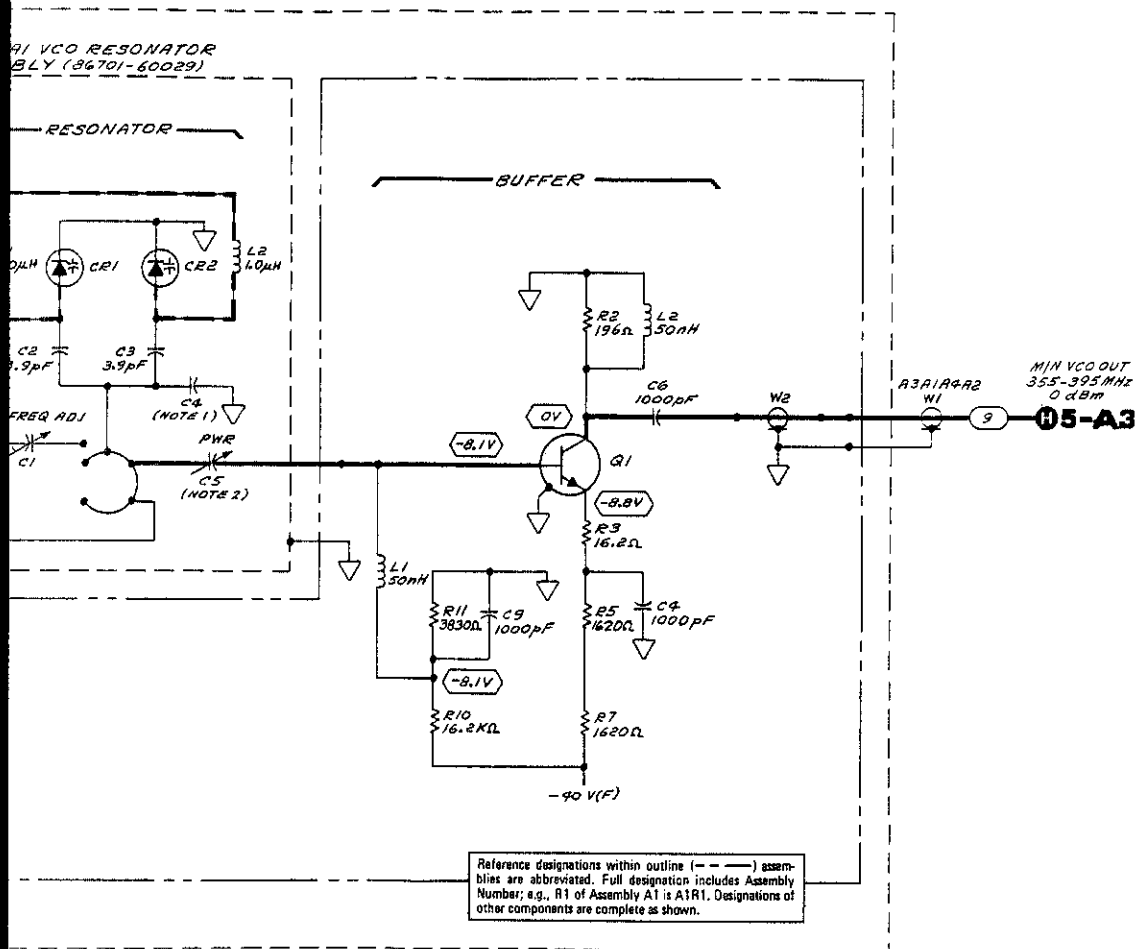 A1 VCO RESONATOR
BLY (86701-60029)
RESONATOR
BUFFER
0µH
CR1
CR2
L2
1.0µH
C2
3.9pF
C3
3.9pF
C4
(NOTE 1)
FREQ ADJ
C1
PWR
C5
(NOTE 2)
R2
196Ω
L2
50nH
C6
1000pF
0V
-8.1V
Q1
-8.8V
W2
A3A1A4A2
W1
9
MIN VCO OUT
355-395MHz
0 dBm
H5-A3
L1
50nH
R11
3830Ω
C9
1000pF
-8.1V
R10
16.2KΩ
R3
16.2Ω
R5
1620Ω
C4
1000pF
R7
1620Ω
-40 V(F)
Reference designations within outline (— — —) assem-
blies are abbreviated. Full designation includes Assembly
Number; e.g., R1 of Assembly A1 is A1R1. Designations of
other components are complete as shown.